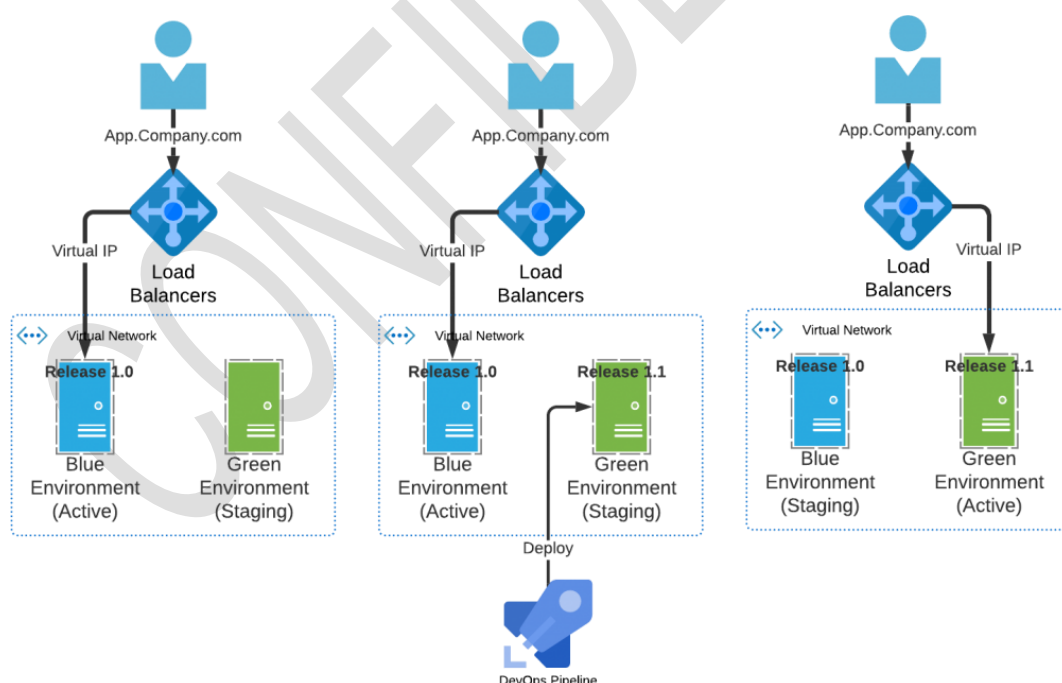 App.Company.com
Virtual IP
Load
Balancers
Virtual Network
Release 1.0
Blue
Environment
(Active)
Green
Environment
(Staging)
App.Company.com
Virtual IP
Load
Balancers
Virtual Network
Release 1.0
Release 1.1
Blue
Environment
(Active)
Green
Environment
(Staging)
Deploy
DevOps Pipeline
App.Company.com
Virtual IP
Load
Balancers
Virtual Network
Release 1.0
Release 1.1
Blue
Environment
(Staging)
Green
Environment
(Active)
CONFIDE